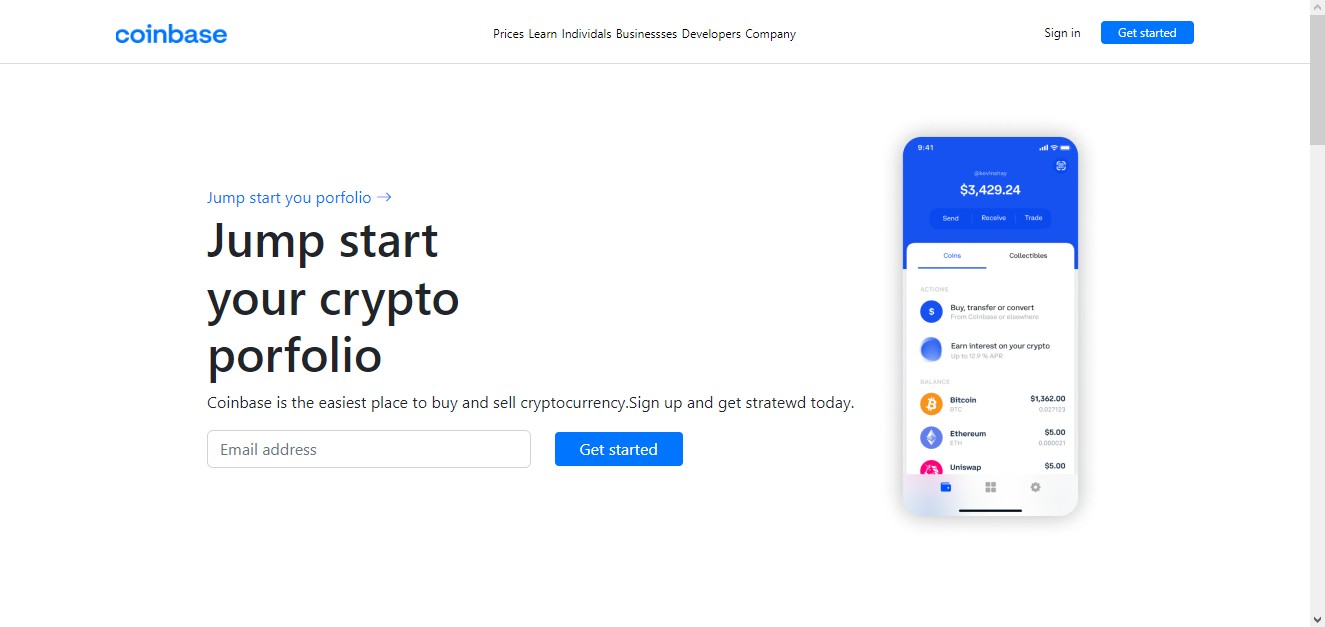 coinbase
Prices Learn Individals Businessses Developers Company
Sign in
Get started
Jump start you porfolio →
Jump start
your crypto
porfolio
Coinbase is the easiest place to buy and sell cryptocurrency.Sign up and get stratewd today.
Email address
Get started
9:41
@kevinshay
$3,429.24
Send Receive Trade
Coins Collectibles
ACTIONS
$
Buy, transfer or convert
From Coinbase or elsewhere
Earn interest on your crypto
Up to 12.9 % APR
BALANCE
Bitcoin $1,362.00
BTC 0.027123
Ethereum $5.00
ETH 0.000021
Uniswap $5.00